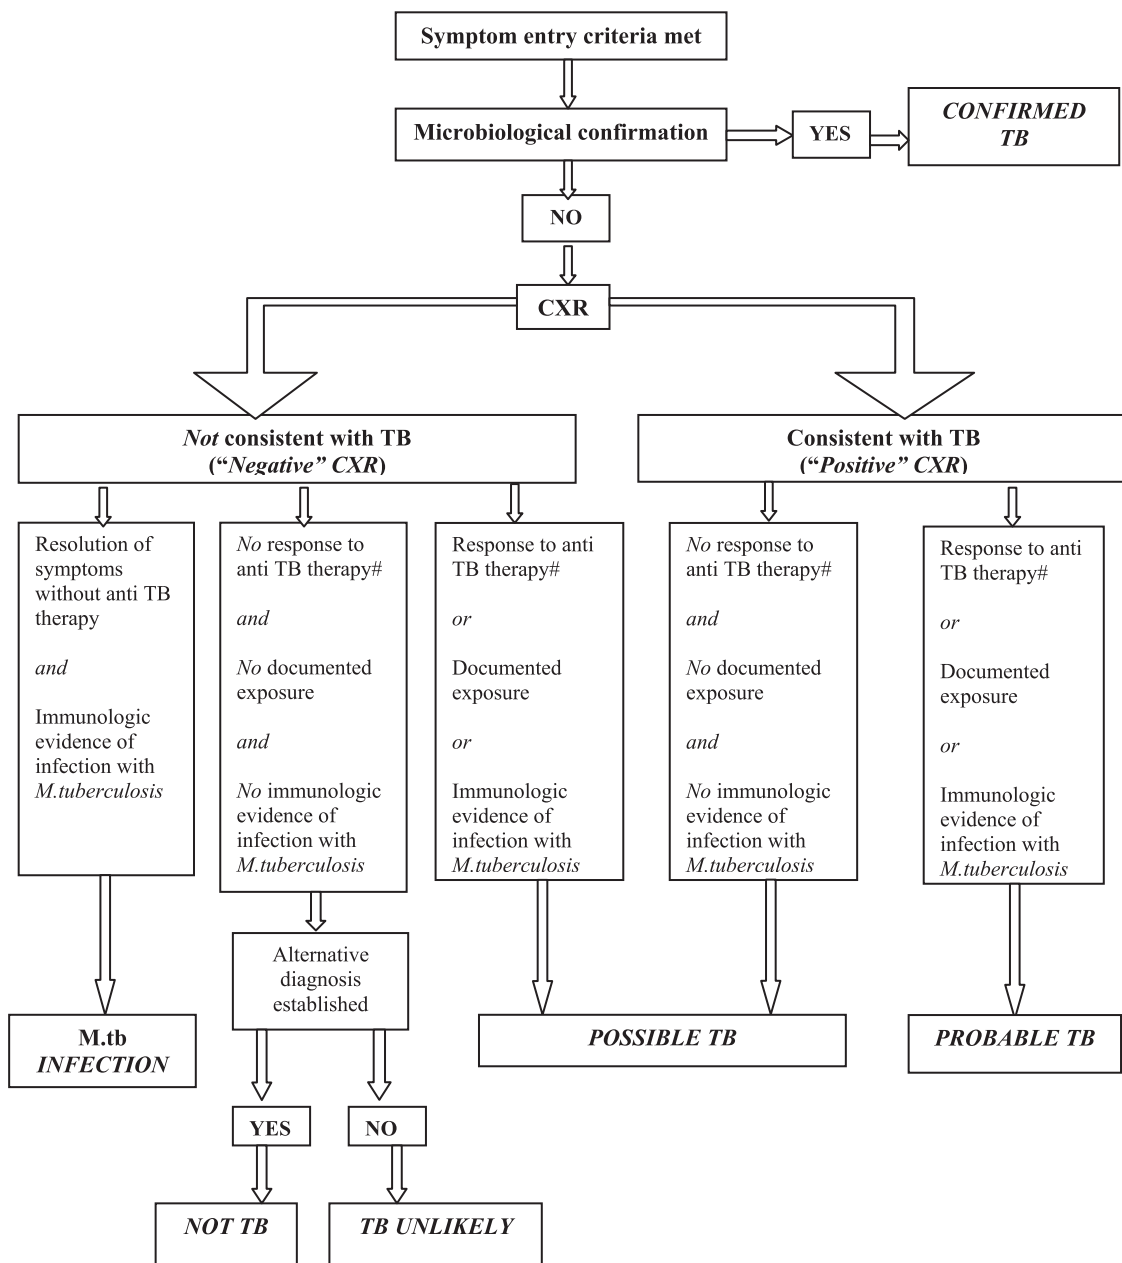 Symptom entry criteria met
Microbiological confirmation
YES
CONFIRMED
TB
NO
CXR
Not consistent with TB
(“Negative” CXR)
Consistent with TB
(“Positive” CXR)
Resolution of
symptoms
without anti TB
therapy
and
Immunologic
evidence of
infection with
M.tuberculosis
No response to
anti TB therapy#
and
No documented
exposure
and
No immunologic
evidence of
infection with
M.tuberculosis
Response to anti
TB therapy#
or
Documented
exposure
or
Immunologic
evidence of
infection with
M.tuberculosis
No response to
anti TB therapy#
and
No documented
exposure
and
No immunologic
evidence of
infection with
M.tuberculosis
Response to anti
TB therapy#
or
Documented
exposure
or
Immunologic
evidence of
infection with
M.tuberculosis
Alternative
diagnosis
established
M.tb
INFECTION
POSSIBLE TB
PROBABLE TB
YES
NO
NOT TB
TB UNLIKELY